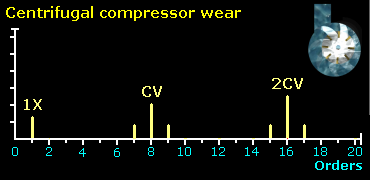 Centrifugal compressor wear
2CV
CV
1X
0 2 4 6 8 10 12 14 16 18 20
Orders